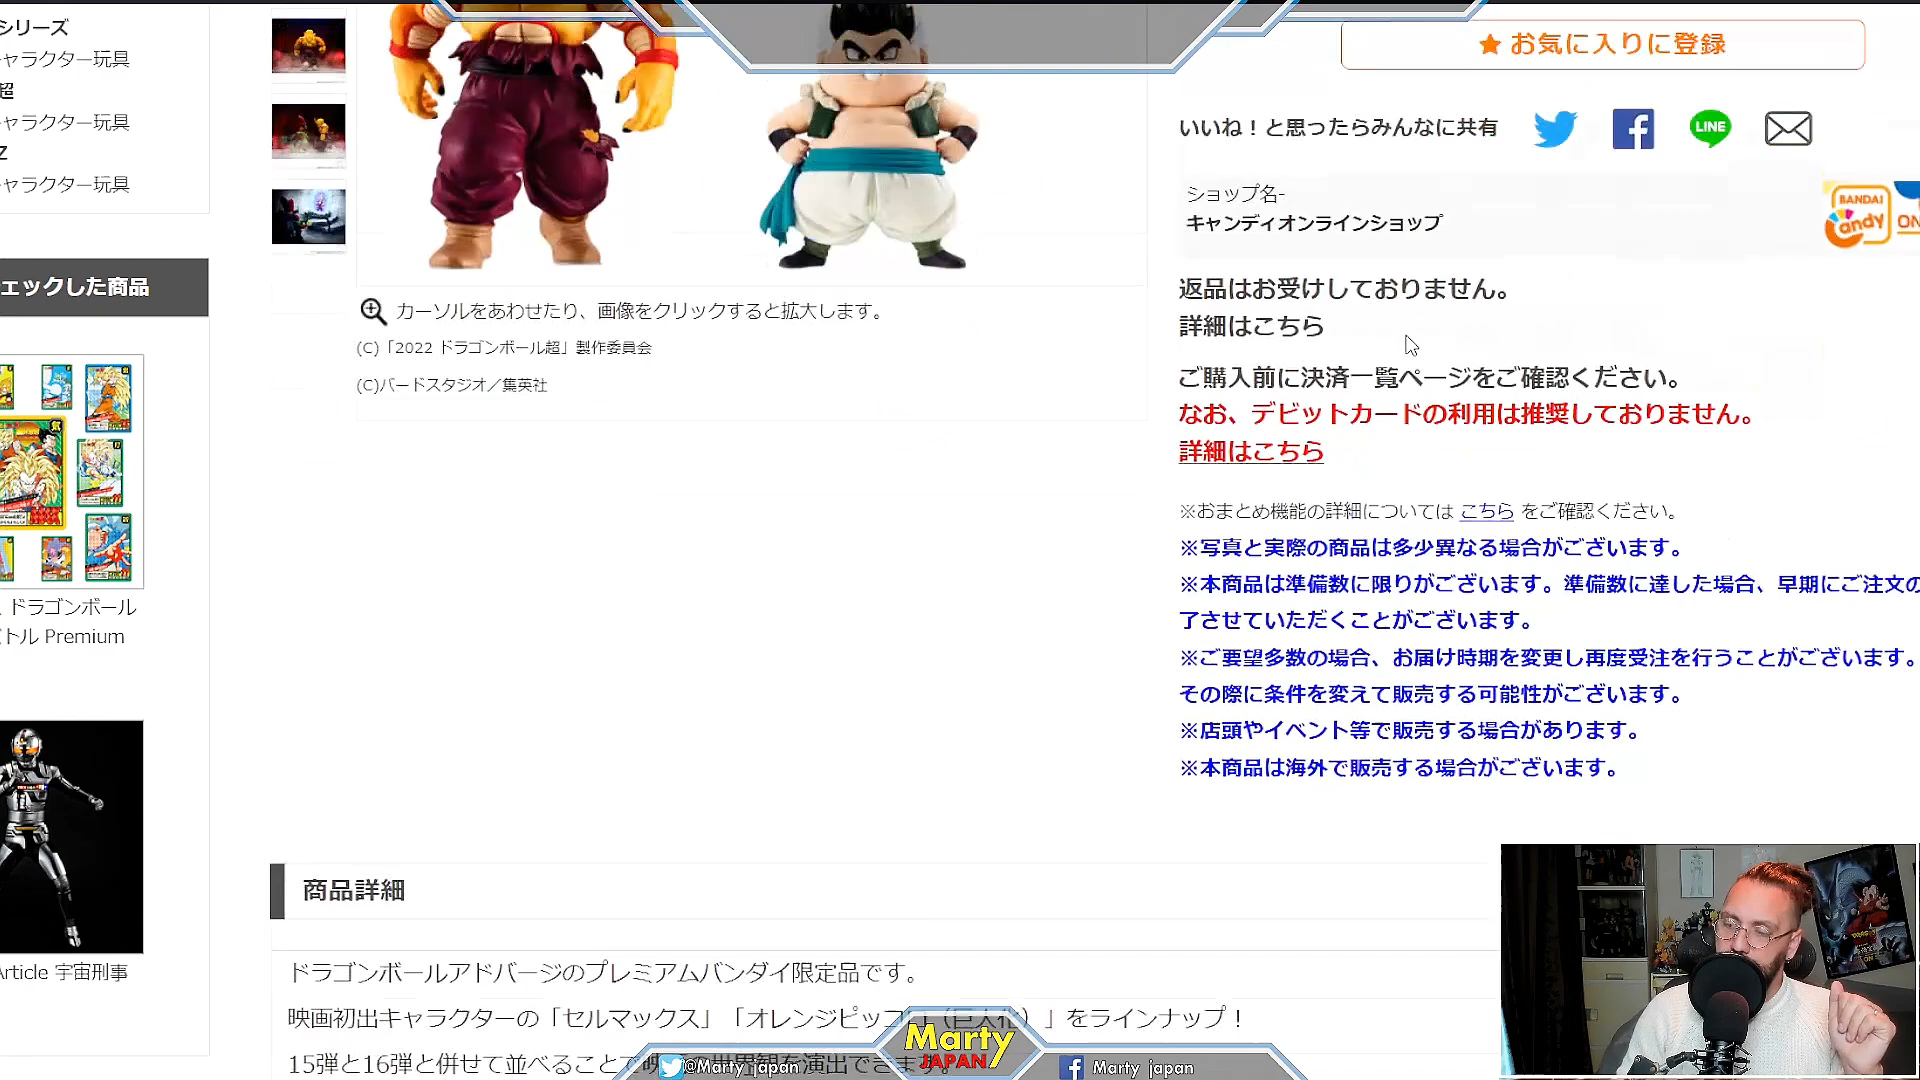 シリーズ
ャラクター玩具
超
ャラクター玩具
Z
ャラクター玩具
ェックした商品
ドラゴンボール
トル Premium
Article 宇宙刑事
カーソルをあわせたり、画像をクリックすると拡大します。
(C)「2022 ドラゴンボール超」製作委員会
(C)バードスタジオ／集英社
★ お気に入りに登録
いいね！と思ったらみんなに共有
LINE
ショップ名-
キャンディオンラインショップ
BANDAI
Candy
ON
返品はお受けしておりません。
詳細はこちら
ご購入前に決済一覧ページをご確認ください。
なお、デビットカードの利用は推奨しておりません。
詳細はこちら
※おまとめ機能の詳細については こちら をご確認ください。
※写真と実際の商品は多少異なる場合がございます。
※本商品は準備数に限りがございます。準備数に達した場合、早期にご注文の
了させていただくことがございます。
※ご要望多数の場合、お届け時期を変更し再度受注を行うことがございます。
その際に条件を変えて販売する可能性がございます。
※店頭やイベント等で販売する場合があります。
※本商品は海外で販売する場合がございます。
商品詳細
ドラゴンボールアドバージのプレミアムバンダイ限定品です。
映画初出キャラクターの「セルマックス」「オレンジピッコ（巨大化）」をラインナップ！
15弾と16弾と併せて並べることで映の世界観を演出できます。
Marty
JAPAN
@Marty japan
Marty japan